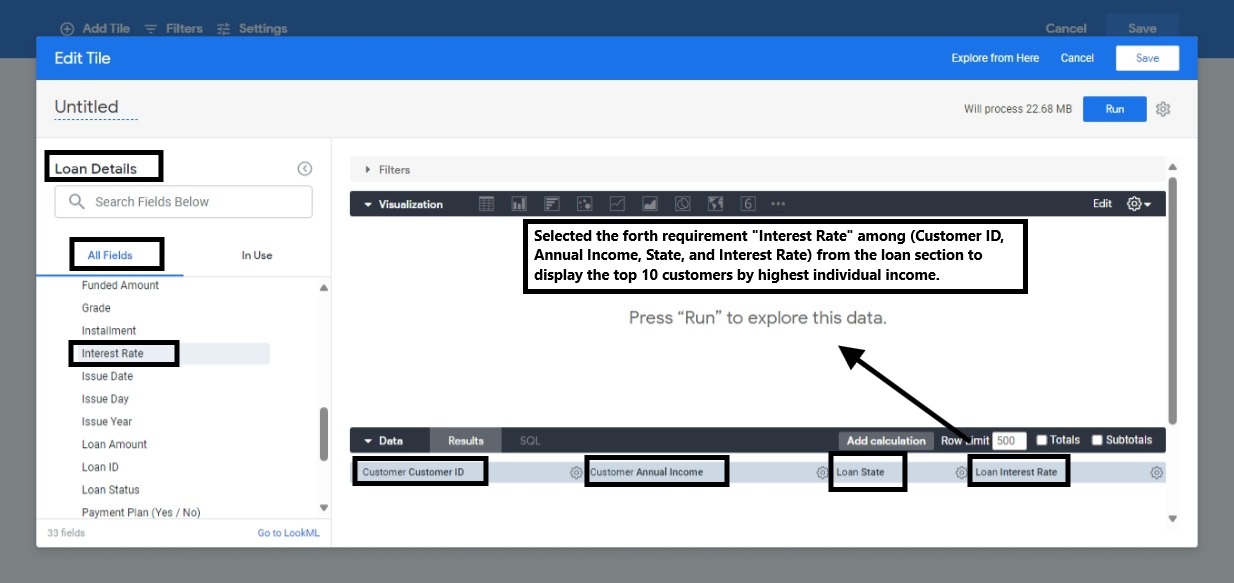 Add Tile Filters Settings Cancel Save
Edit Tile Explore from Here Cancel Save
Untitled Will process 22.68 MB Run
Loan Details
Search Fields Below
All Fields In Use
Funded Amount
Grade
Installment
Interest Rate
Issue Date
Issue Day
Issue Year
Loan Amount
Loan ID
Loan Status
Payment Plan (Yes / No)
33 fields Go to LookML
Filters
Visualization 6 Edit
Selected the forth requirement "Interest Rate" among (Customer ID,
Annual Income, State, and Interest Rate) from the loan section to
display the top 10 customers by highest individual income.
Press “Run” to explore this data.
Data Results SQL Add calculation Row Limit 500 Totals Subtotals
Customer Customer ID Customer Annual Income Loan State Loan Interest Rate